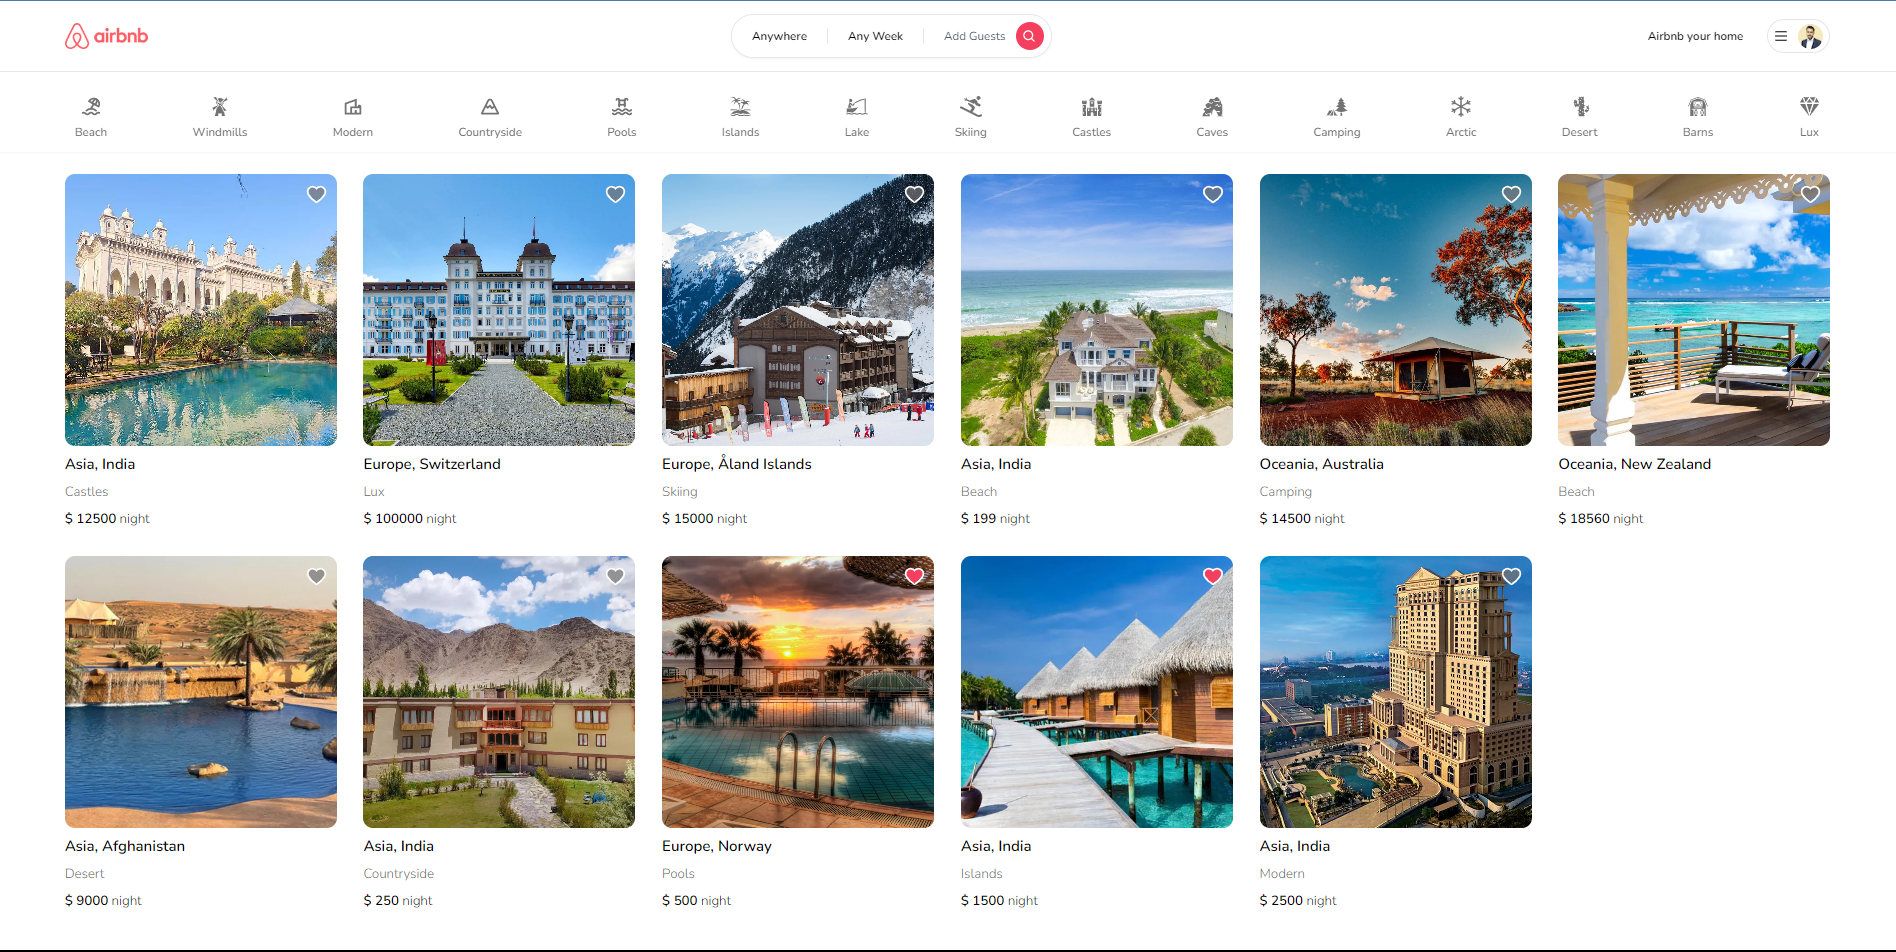 airbnb
Anywhere
Any Week
Add Guests
Airbnb your home
Beach
Windmills
Modern
Countryside
Pools
Islands
Lake
Skiing
Castles
Caves
Camping
Arctic
Desert
Barns
Lux
Asia, India
Castles
$ 12500 night
Europe, Switzerland
Lux
$ 100000 night
Europe, Åland Islands
Skiing
$ 15000 night
Asia, India
Beach
$ 199 night
Oceania, Australia
Camping
$ 14500 night
Oceania, New Zealand
Beach
$ 18560 night
Asia, Afghanistan
Desert
$ 9000 night
Asia, India
Countryside
$ 250 night
Europe, Norway
Pools
$ 500 night
Asia, India
Islands
$ 1500 night
Asia, India
Modern
$ 2500 night